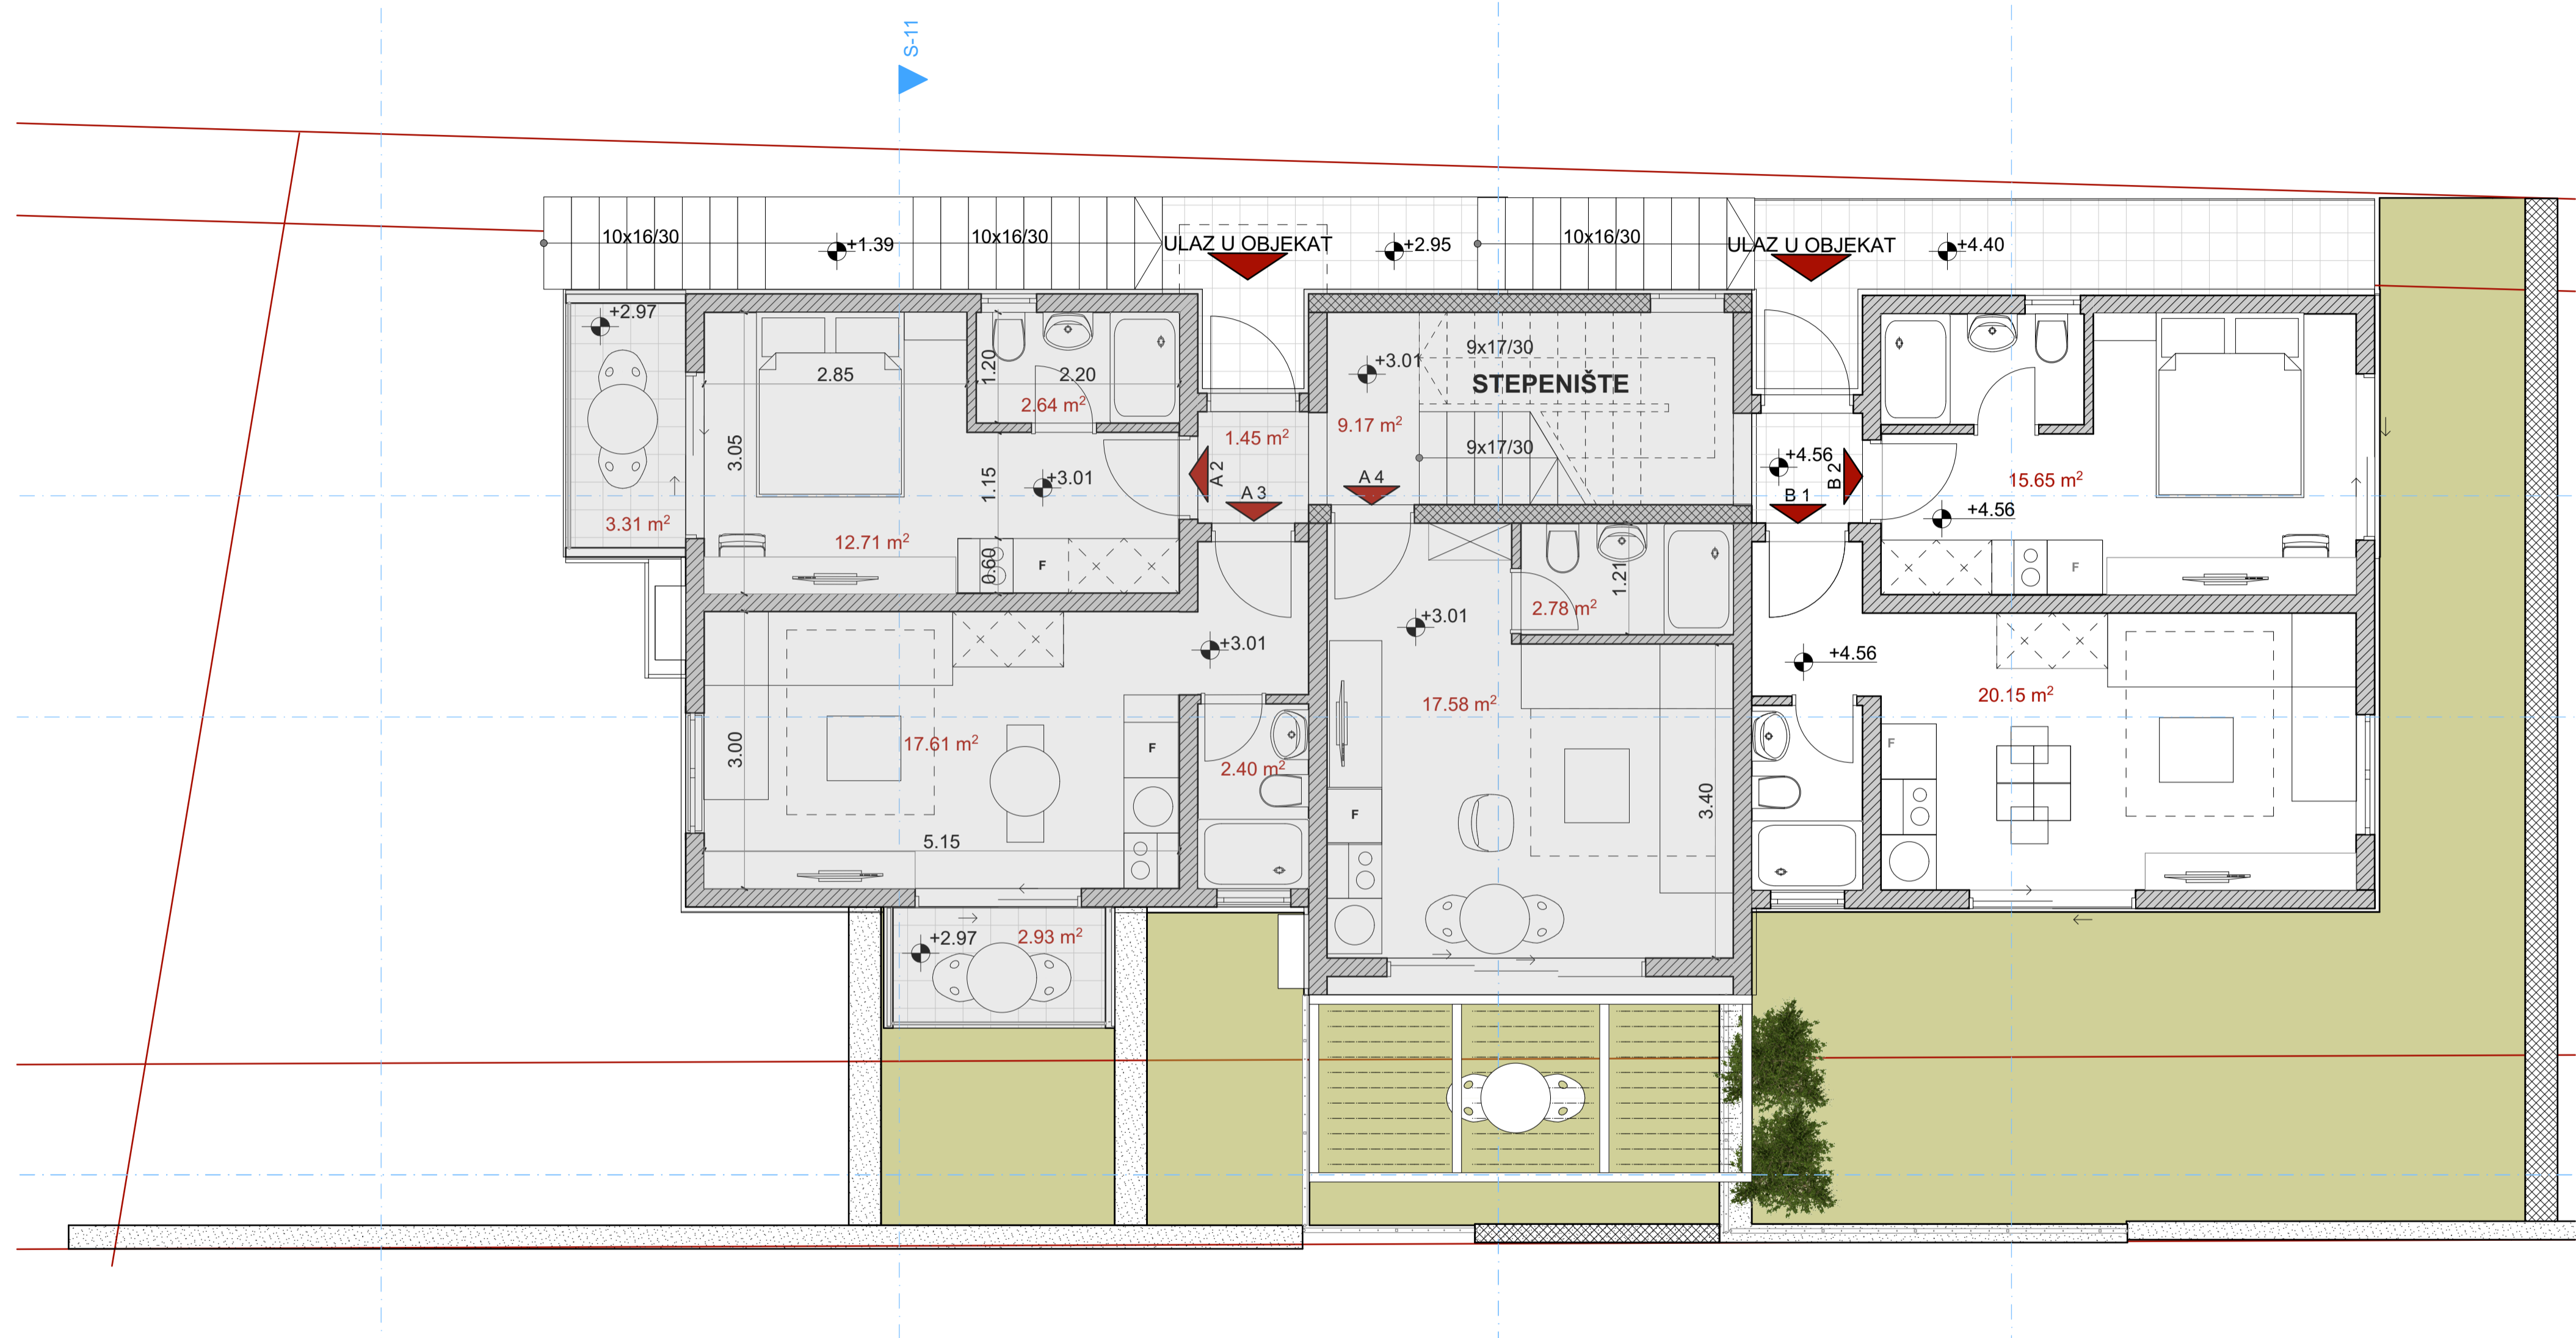 S-11
10x16/30
+1.39
10x16/30
ULAZ U OBJEKAT
+2.95
10x16/30
ULAZ U OBJEKAT
+4.40
+2.97
3.31 m²
2.85
3.05
1.20
2.20
2.64 m²
1.15
+3.01
12.71 m²
0.60
F
A 2
1.45 m²
A 3
+3.01
9x17/30
STEPENIŠTE
9.17 m²
9x17/30
A 4
+4.56
B 2
B 1
15.65 m²
+4.56
F
+3.01
3.00
17.61 m²
F
5.15
2.40 m²
+3.01
1.21
2.78 m²
17.58 m²
F
3.40
+4.56
20.15 m²
F
+2.97
2.93 m²